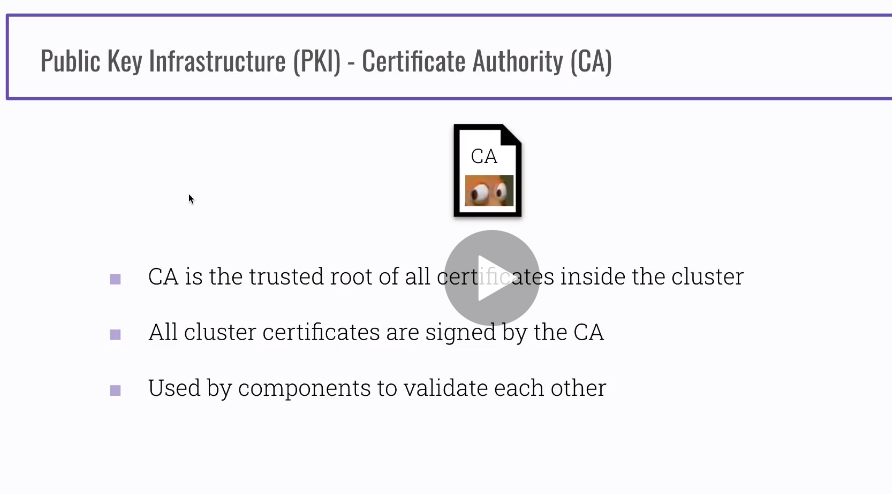 Public Key Infrastructure (PKI) - Certificate Authority (CA)
CA
CA is the trusted root of all certificates inside the cluster
All cluster certificates are signed by the CA
Used by components to validate each other